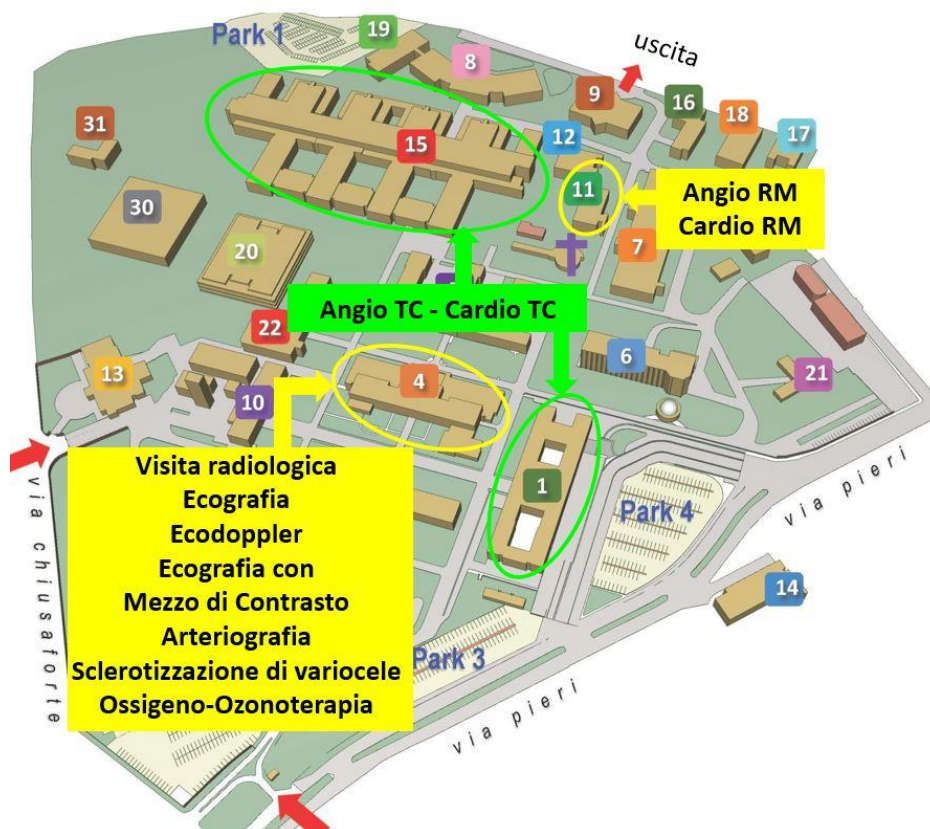 Park 1
19
8
uscita
9
16
18
17
31
15
12
11
Angio RM
Cardio RM
30
20
7
Angio TC - Cardio TC
22
6
13
4
21
10
Visita radiologica
Ecografia
Ecodoppler
Ecografia con
Mezzo di Contrasto
Arteriografia
Sclerotizzazione di variocele
Ossigeno-Ozonoterapia
1
Park 4
via pieri
14
via chiusaforte
Park 3
via pieri